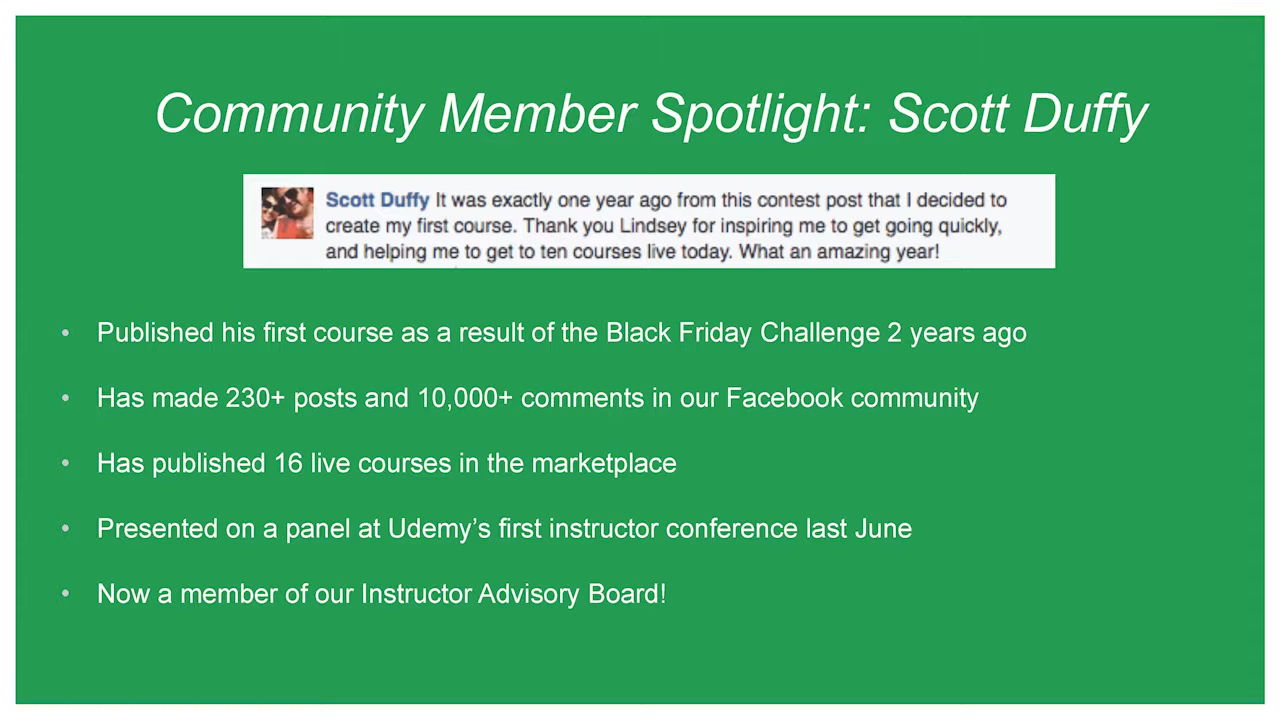 Community Member Spotlight: Scott Duffy
Scott Duffy It was exactly one year ago from this contest post that I decided to
create my first course. Thank you Lindsey for inspiring me to get going quickly,
and helping me to get to ten courses live today. What an amazing year!
• Published his first course as a result of the Black Friday Challenge 2 years ago
• Has made 230+ posts and 10,000+ comments in our Facebook community
• Has published 16 live courses in the marketplace
• Presented on a panel at Udemy’s first instructor conference last June
• Now a member of our Instructor Advisory Board!